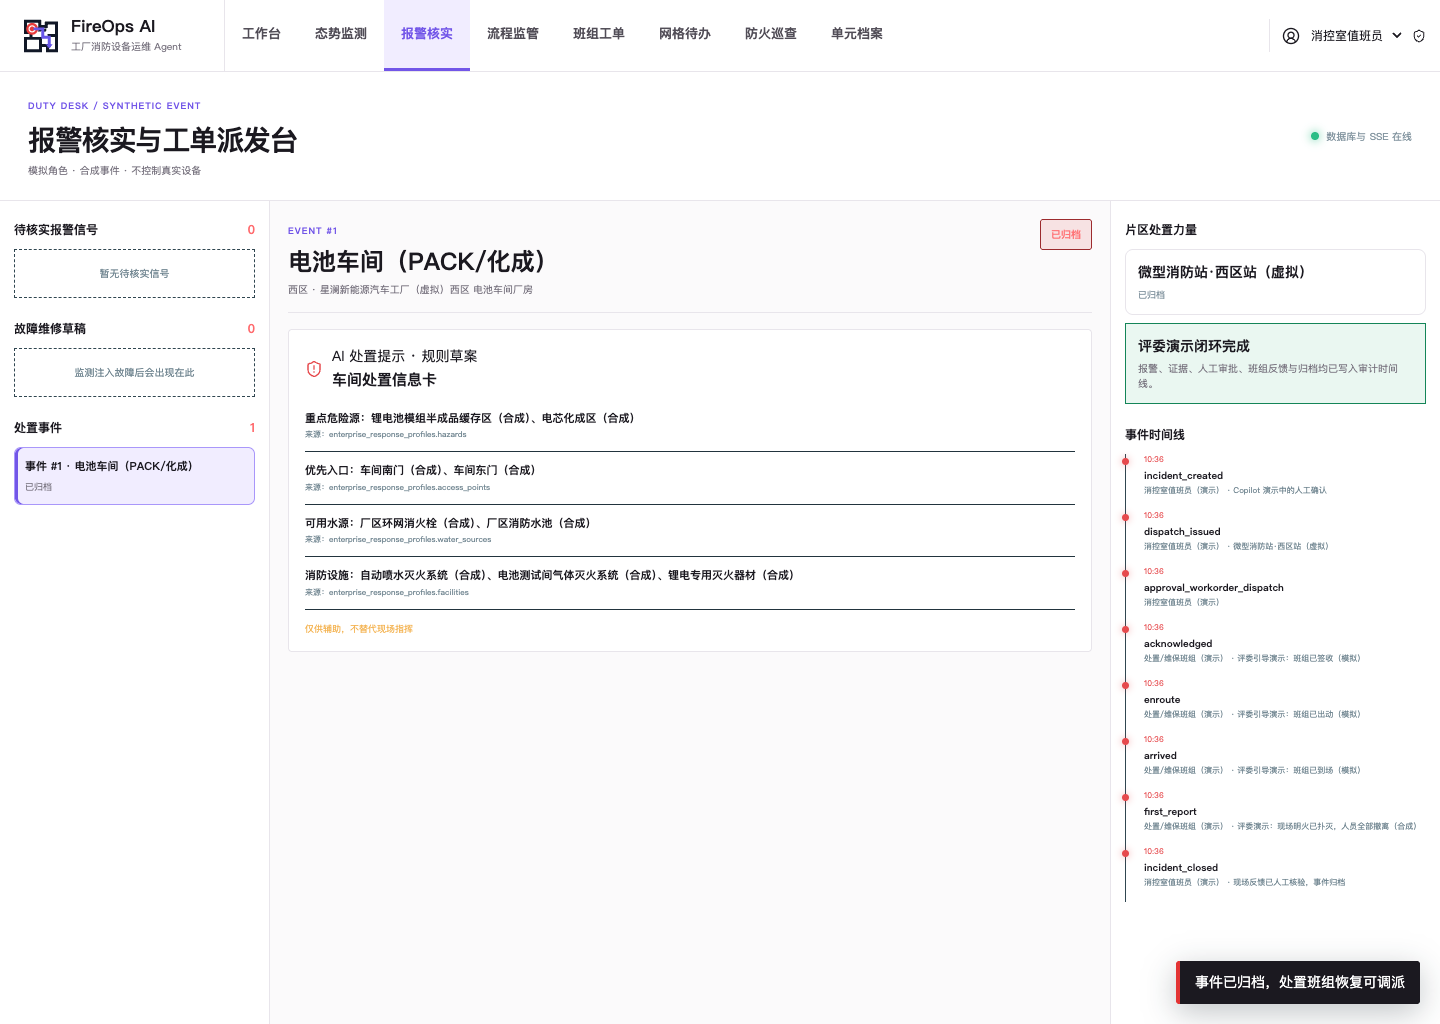 FireOps AI
工厂消防设备运维 Agent
工作台
态势监测
报警核实
流程监管
班组工单
网格待办
防火巡查
单元档案
消控室值班员
DUTY DESK / SYNTHETIC EVENT
报警核实与工单派发台
模拟角色 · 合成事件 · 不控制真实设备
数据库与 SSE 在线
待核实报警信号
0
暂无待核实信号
故障维修草稿
0
监测注入故障后会出现在此
处置事件
1
事件 #1 · 电池车间（PACK/化成）
已归档
EVENT #1
电池车间（PACK/化成）
西区 · 星澜新能源汽车工厂（虚拟）西区 电池车间厂房
已归档
AI 处置提示 · 规则草案
车间处置信息卡
重点危险源：锂电池模组半成品缓存区（合成）、电芯化成区（合成）
来源：enterprise_response_profiles.hazards
优先入口：车间南门（合成）、车间东门（合成）
来源：enterprise_response_profiles.access_points
可用水源：厂区环网消火栓（合成）、厂区消防水池（合成）
来源：enterprise_response_profiles.water_sources
消防设施：自动喷水灭火系统（合成）、电池测试间气体灭火系统（合成）、锂电专用灭火器材（合成）
来源：enterprise_response_profiles.facilities
仅供辅助，不替代现场指挥
片区处置力量
微型消防站·西区站（虚拟）
已归档
评委演示闭环完成
报警、证据、人工审批、班组反馈与归档均已写入审计时间
线。
事件时间线
10:36
incident_created
消控室值班员（演示） · Copilot 演示中的人工确认
10:36
dispatch_issued
消控室值班员（演示） · 微型消防站·西区站（虚拟）
10:36
approval_workorder_dispatch
消控室值班员（演示）
10:36
acknowledged
处置/维保班组（演示） · 评委引导演示：班组已签收（模拟）
10:36
enroute
处置/维保班组（演示） · 评委引导演示：班组已出动（模拟）
10:36
arrived
处置/维保班组（演示） · 评委引导演示：班组已到场（模拟）
10:36
first_report
处置/维保班组（演示） · 评委演示：现场明火已扑灭，人员全部撤离（合成）
10:36
incident_closed
消控室值班员（演示） · 现场反馈已人工核验，事件归档
事件已归档，处置班组恢复可调派